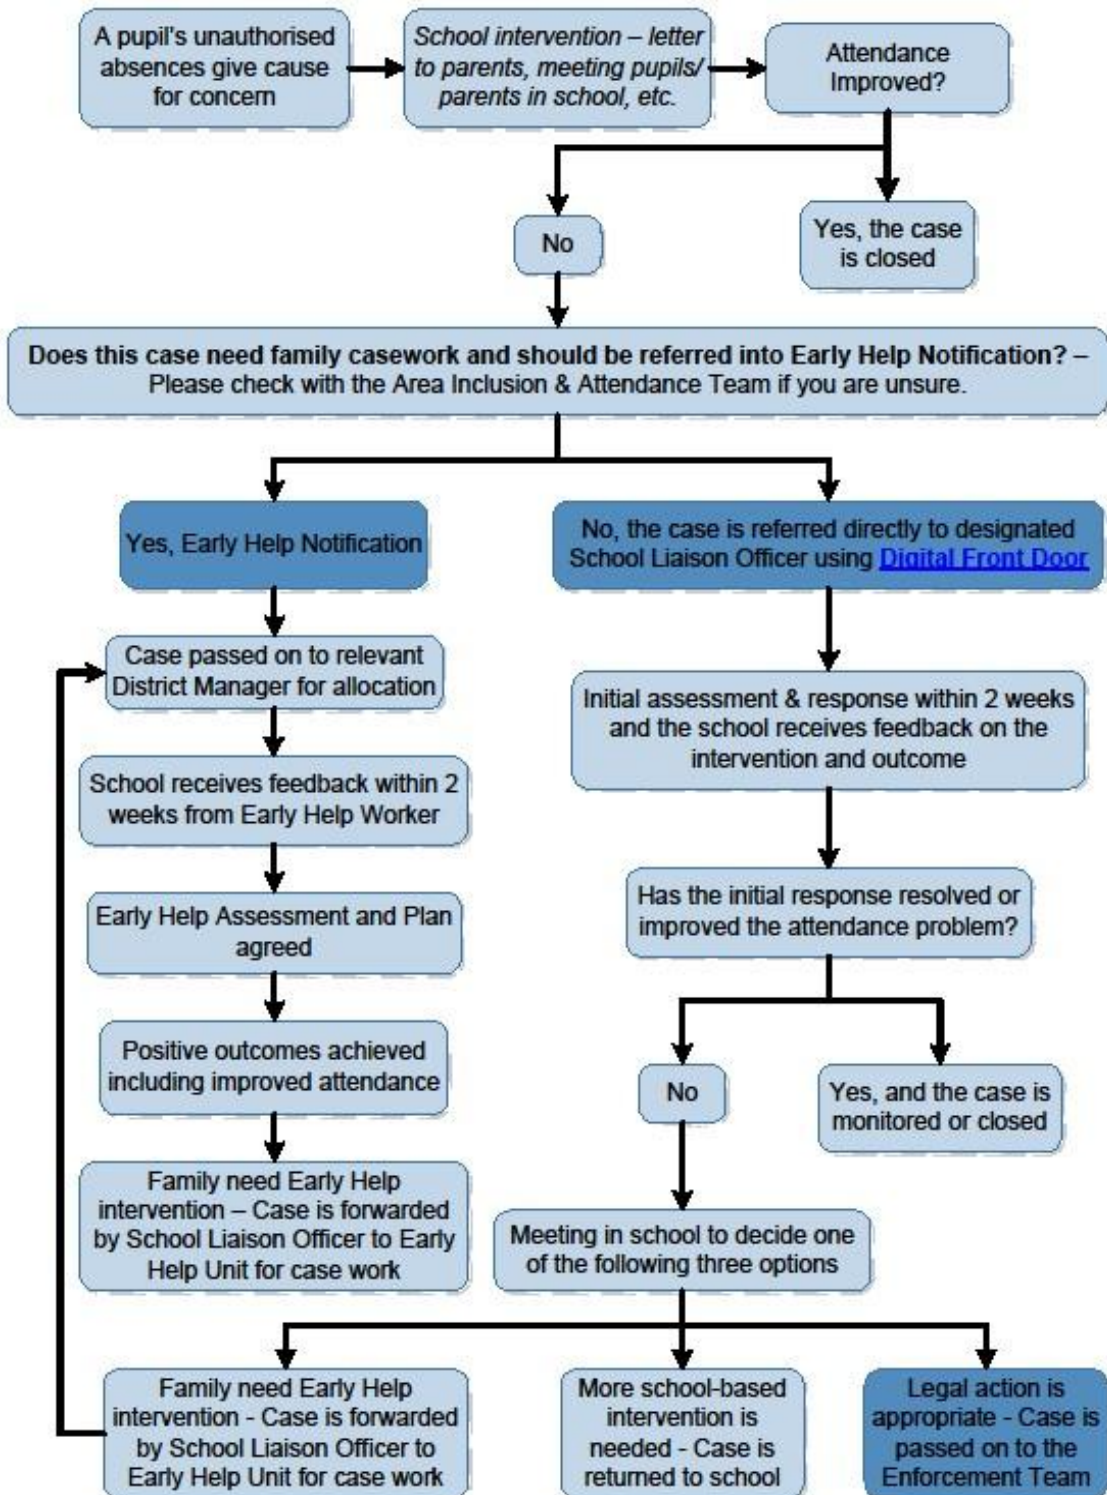 A pupil's unauthorised
absences give cause
for concern
School intervention – letter
to parents, meeting pupils/
parents in school, etc.
Attendance
Improved?
No
Yes, the case
is closed
Does this case need family casework and should be referred into Early Help Notification? –
Please check with the Area Inclusion & Attendance Team if you are unsure.
Yes, Early Help Notification
No, the case is referred directly to designated
School Liaison Officer using Digital Front Door
Case passed on to relevant
District Manager for allocation
School receives feedback within 2
weeks from Early Help Worker
Early Help Assessment and Plan
agreed
Positive outcomes achieved
including improved attendance
Family need Early Help
intervention – Case is forwarded
by School Liaison Officer to Early
Help Unit for case work
Initial assessment & response within 2 weeks
and the school receives feedback on the
intervention and outcome
Has the initial response resolved or
improved the attendance problem?
No
Yes, and the case is
monitored or closed
Meeting in school to decide one
of the following three options
Family need Early Help
intervention - Case is forwarded
by School Liaison Officer to
Early Help Unit for case work
More school-based
intervention is
needed - Case is
returned to school
Legal action is
appropriate - Case is
passed on to the
Enforcement Team